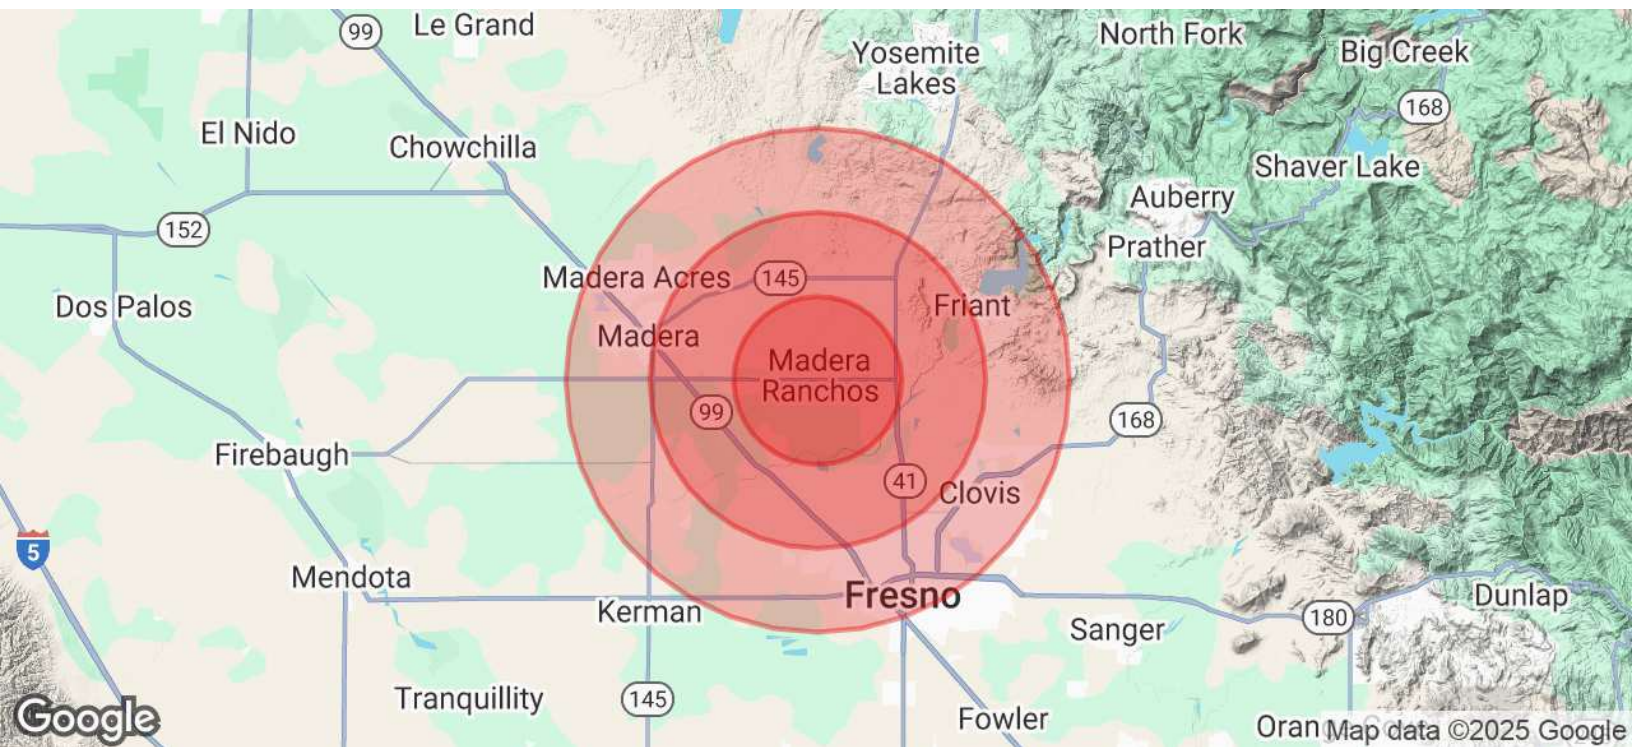 99
Le Grand
Yosemite
Lakes
North Fork
Big Creek
168
El Nido
Chowchilla
Shaver Lake
Auberry
152
Prather
Madera Acres
145
Dos Palos
Friant
Madera
Madera
Ranchos
99
168
Firebaugh
41
Clovis
5
Mendota
Fresno
Kerman
Dunlap
180
Sanger
Tranquillity
145
Fowler
Google
Oran
Map data ©2025 Google